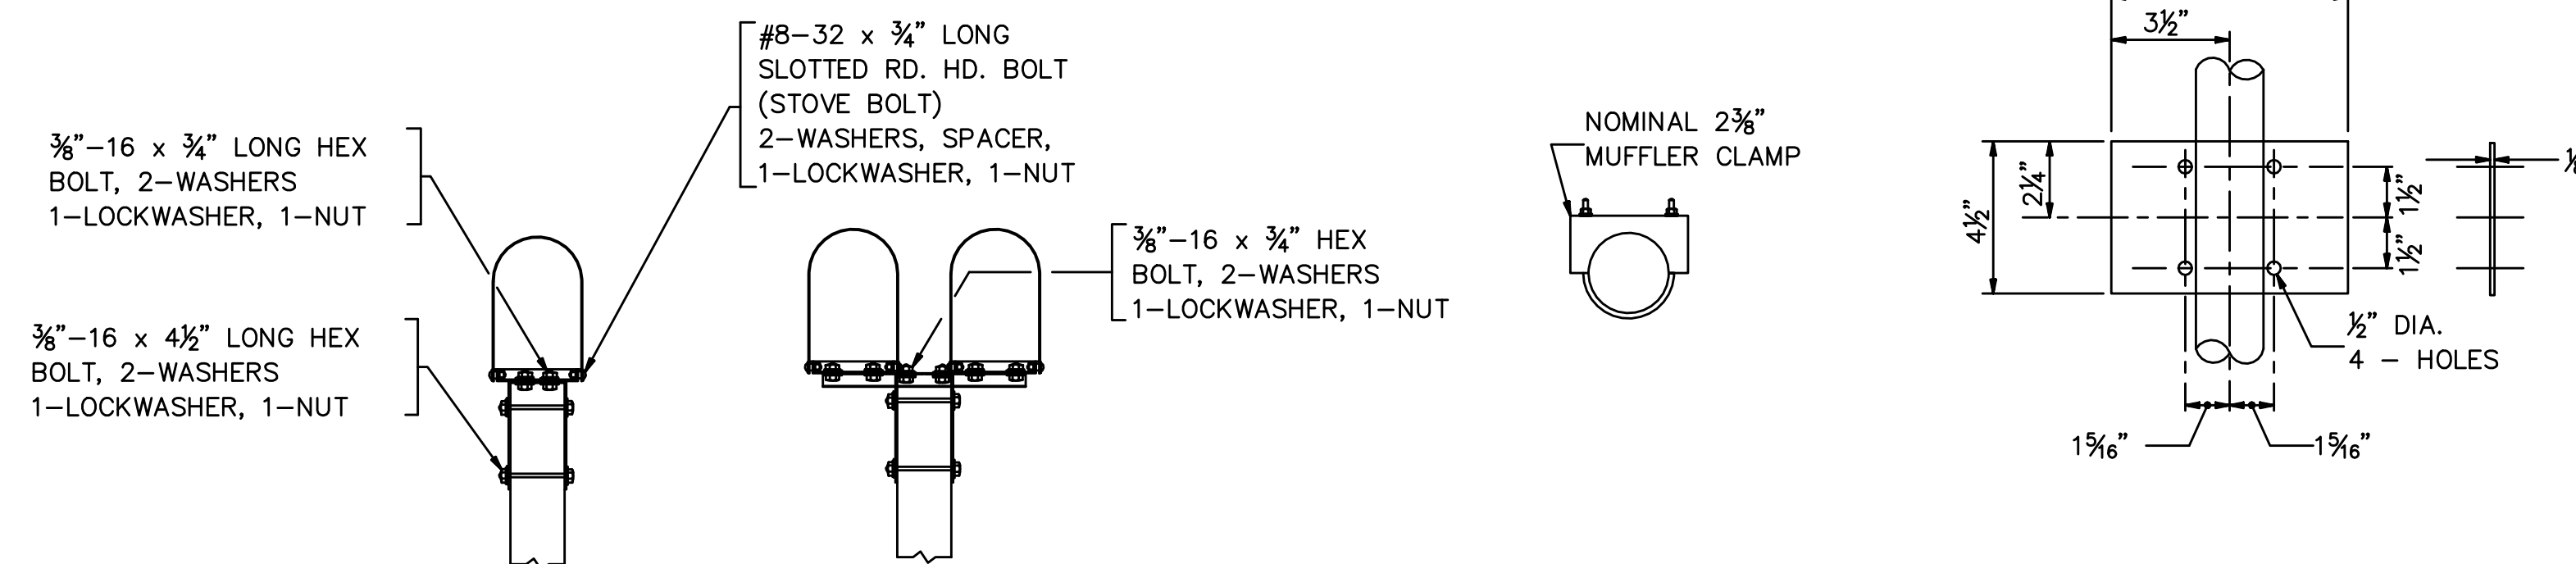 #8-32 x ¾" LONG
SLOTTED RD. HD. BOLT
(STOVE BOLT)
2-WASHERS, SPACER,
1-LOCKWASHER, 1-NUT
⅜"-16 x ¾" LONG HEX
BOLT, 2-WASHERS
1-LOCKWASHER, 1-NUT
⅜"-16 x 4½" LONG HEX
BOLT, 2-WASHERS
1-LOCKWASHER, 1-NUT
⅜"-16 x ¾" HEX
BOLT, 2-WASHERS
1-LOCKWASHER, 1-NUT
NOMINAL 2⅜"
MUFFLER CLAMP
3½"
4½"
2¼"
1½"
1½"
½" DIA.
4 - HOLES
1⁵⁄₁₆"
1⁵⁄₁₆"